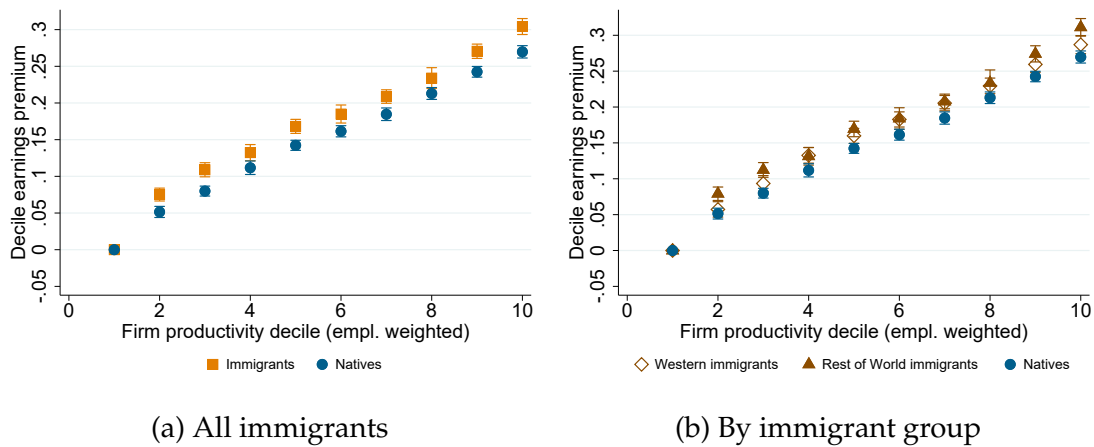 Decile earnings premium
.3
.25
.2
.15
.1
.05
0
-.05
0 2 4 6 8 10
Firm productivity decile (empl. weighted)
Immigrants Natives
(a) All immigrants
Decile earnings premium
.3
.25
.2
.15
.1
.05
0
-.05
0 2 4 6 8 10
Firm productivity decile (empl. weighted)
Western immigrants Rest of World immigrants Natives
(b) By immigrant group